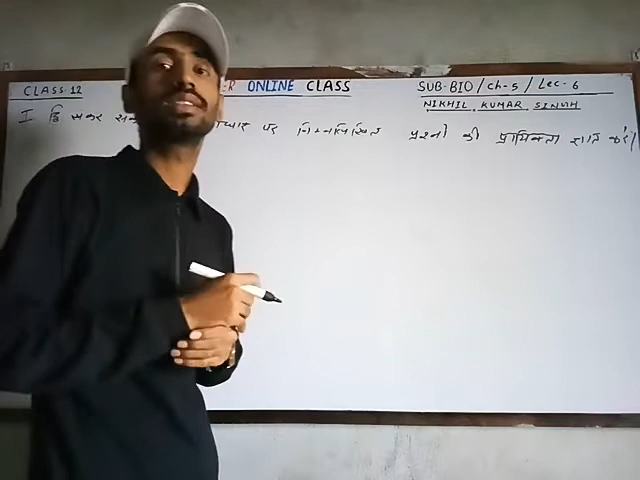 CLASS-12
ER ONLINE CLASS
SUB-BIO / Ch-5 / Lec-6
NIKHIL KUMAR SINGH
I द्वि संकर पर निम्नलिखित प्रश्नों की प्रायिकता ज्ञात करें।